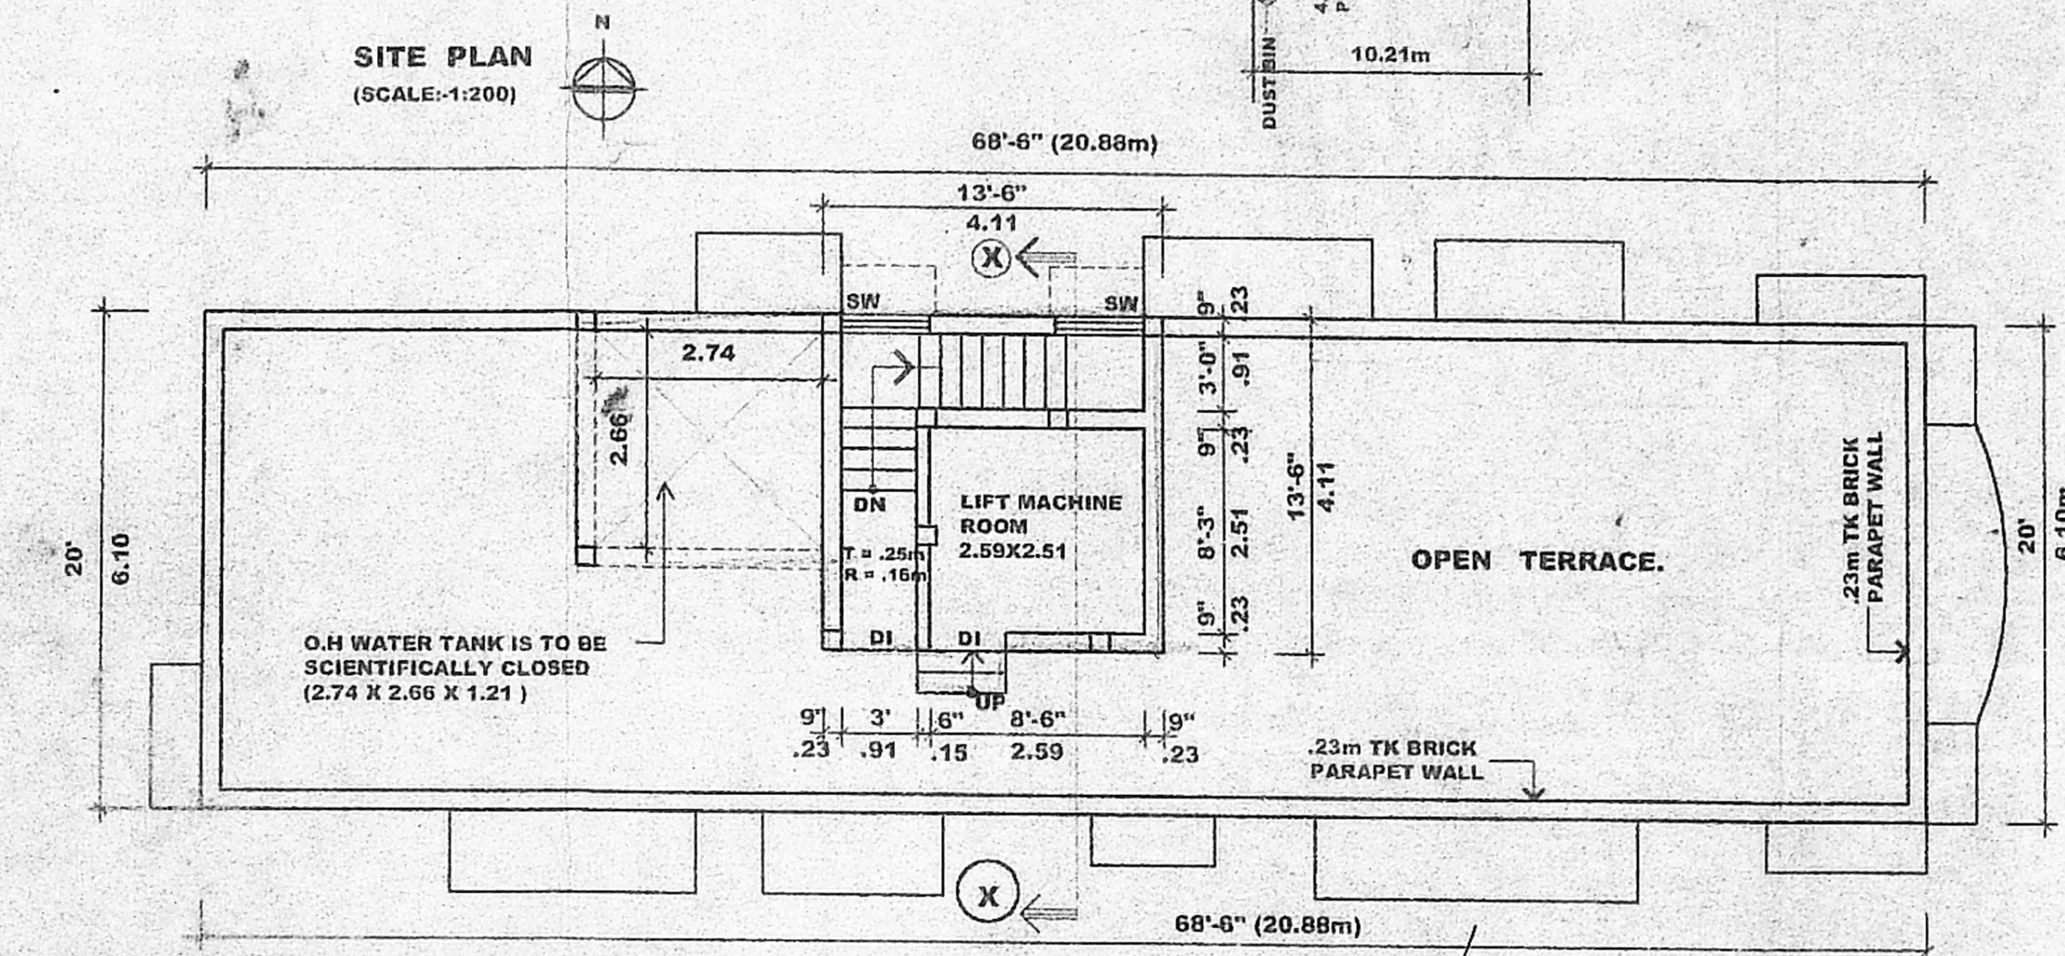 N
SITE PLAN
(SCALE:-1:200)
DUST BIN
10.21m
68'-6" (20.88m)
13'-6"
4.11
X
SW
SW
9"
.23
2.74
3'-0"
.91
2.66
9"
.23
13'-6"
4.11
DN
LIFT MACHINE
ROOM
2.59X2.51
8'-3"
2.51
T = .25m
R = .16m
OPEN TERRACE.
.23m TK BRICK
PARAPET WALL
20'
6.10
20'
6.10m
9"
.23
DI
DI
O.H WATER TANK IS TO BE
SCIENTIFICALLY CLOSED
(2.74 X 2.66 X 1.21 )
UP
9" 3' 6" 8'-6" 9"
.23 .91 .15 2.59 .23
.23m TK BRICK
PARAPET WALL
X
68'-6" (20.88m)